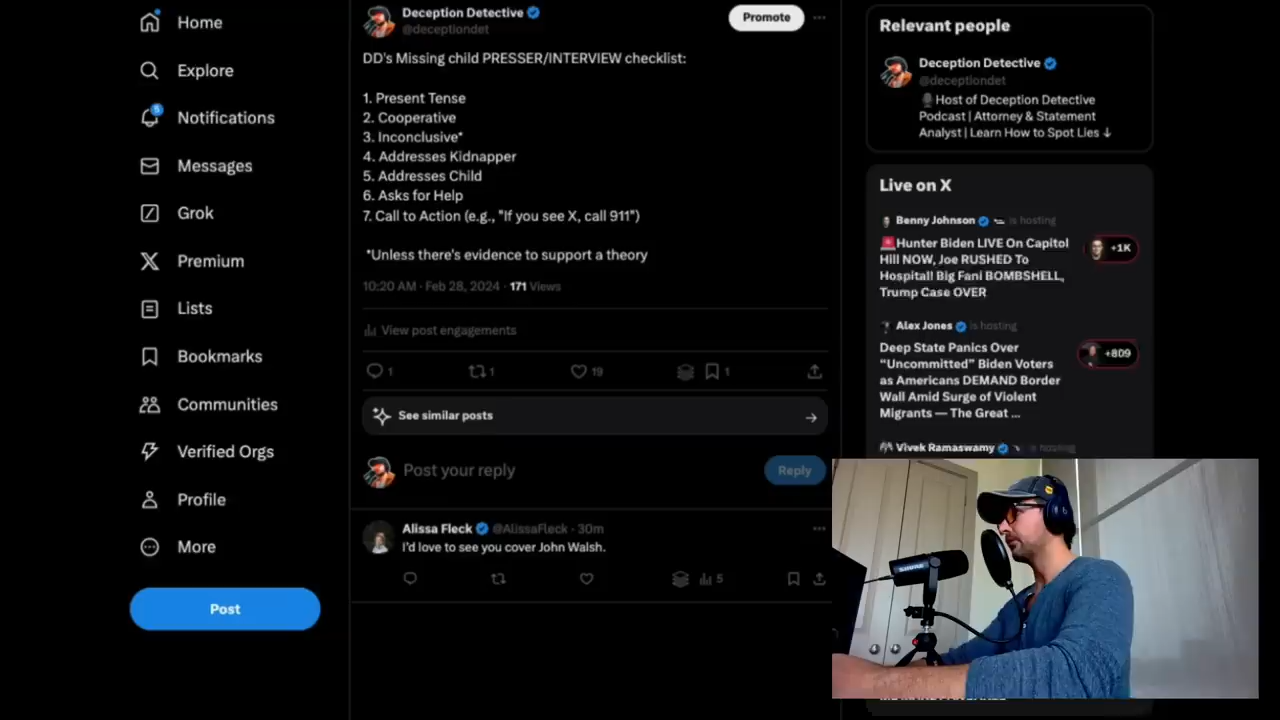 Home
Explore
5
Notifications
Messages
Grok
Premium
Lists
Bookmarks
Communities
Verified Orgs
Profile
More
Post
Deception Detective
@deceptiondet
Promote
DD's Missing child PRESSER/INTERVIEW checklist:
1. Present Tense
2. Cooperative
3. Inconclusive*
4. Addresses Kidnapper
5. Addresses Child
6. Asks for Help
7. Call to Action (e.g., "If you see X, call 911")
*Unless there's evidence to support a theory
10:20 AM · Feb 28, 2024 · 171 Views
View post engagements
1
1
19
1
See similar posts
Post your reply
Reply
Alissa Fleck @AlissaFleck · 30m
I'd love to see you cover John Walsh.
5
Relevant people
Deception Detective
@deceptiondet
Host of Deception Detective
Podcast | Attorney & Statement
Analyst | Learn How to Spot Lies ↓
Live on X
Benny Johnson is hosting
Hunter Biden LIVE On Capitol
Hill NOW, Joe RUSHED To
Hospital! Big Fani BOMBSHELL,
Trump Case OVER
+1K
Alex Jones is hosting
Deep State Panics Over
“Uncommitted” Biden Voters
as Americans DEMAND Border
Wall Amid Surge of Violent
Migrants — The Great ...
+809
Vivek Ramaswamy is hosting
SHURE